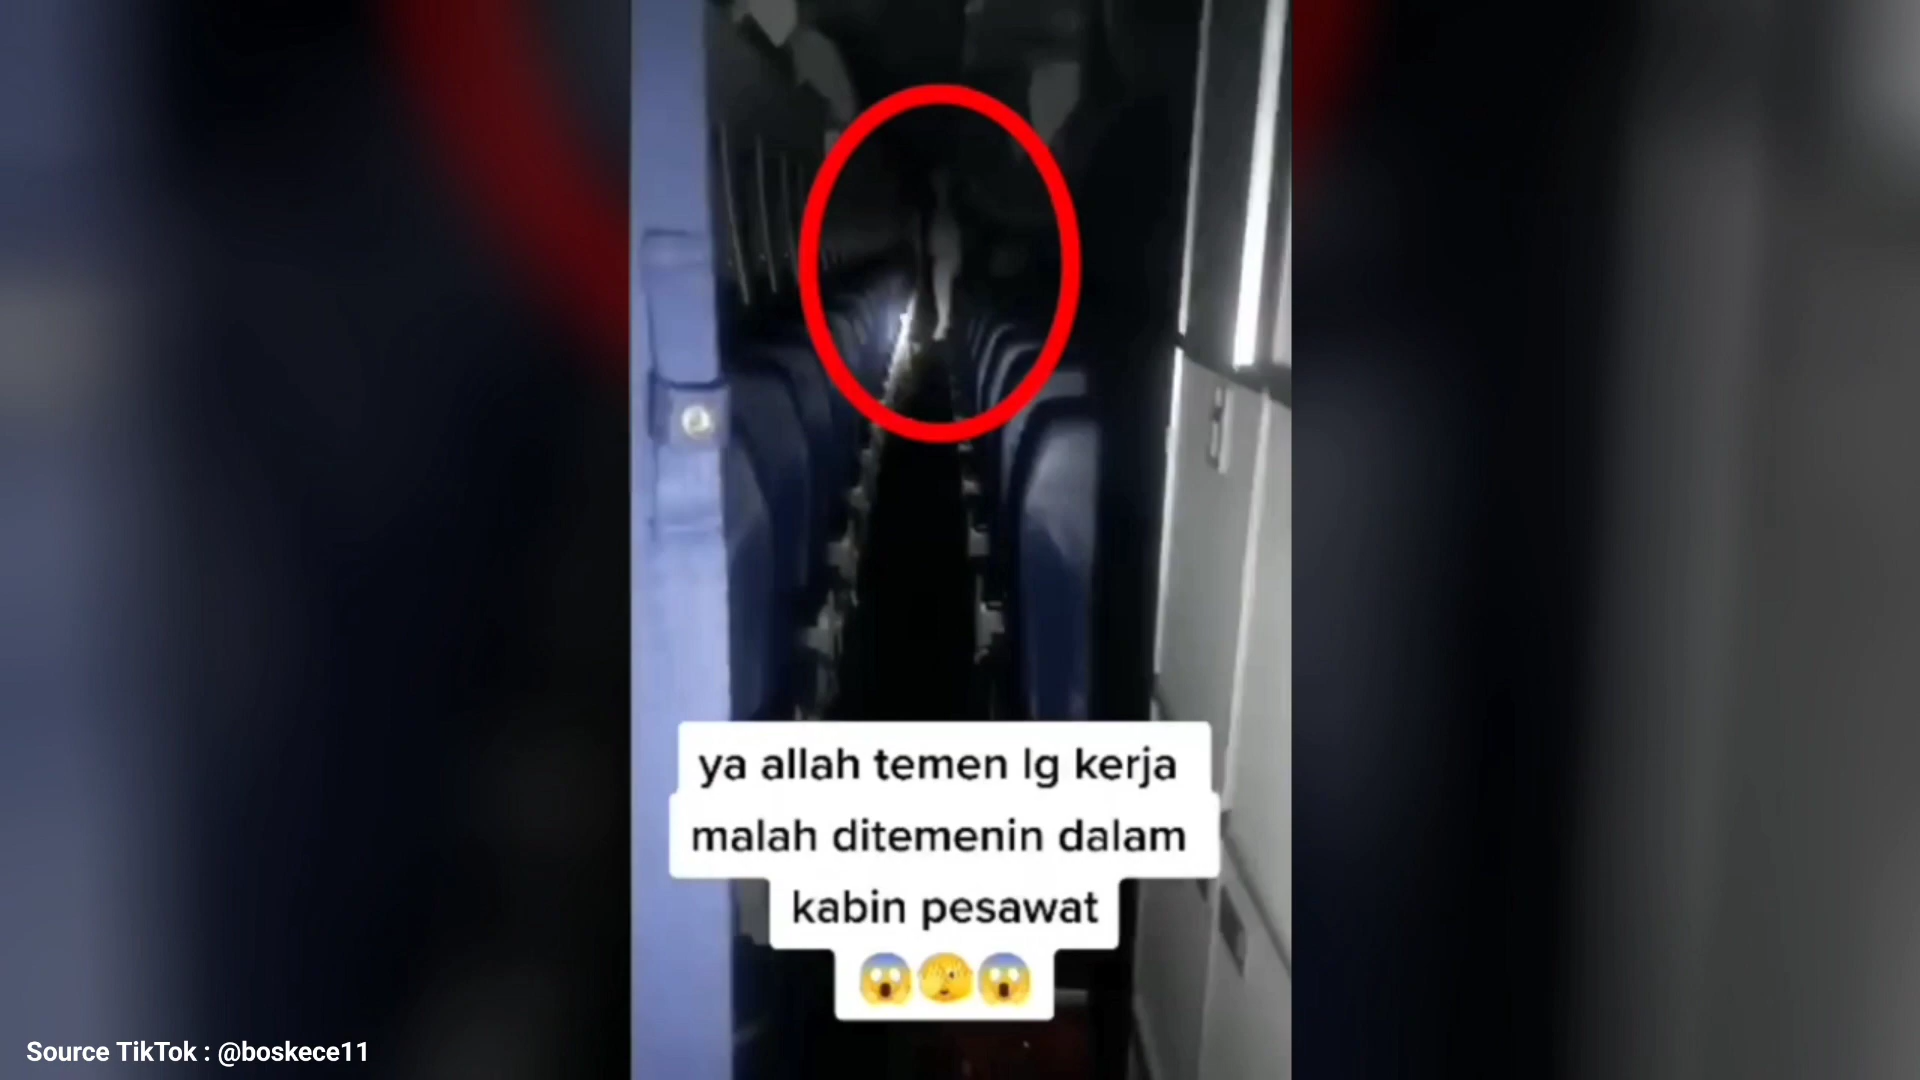 ya allah temen lg kerja
malah ditemenin dalam
kabin pesawat
😱🫣😱
Source TikTok : @boskece11